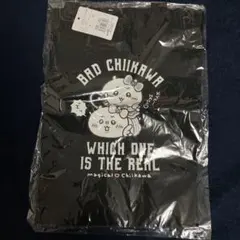 BAD CHIIKAWA
WHICH ONE
IS THE REAL
magical Chiikawa